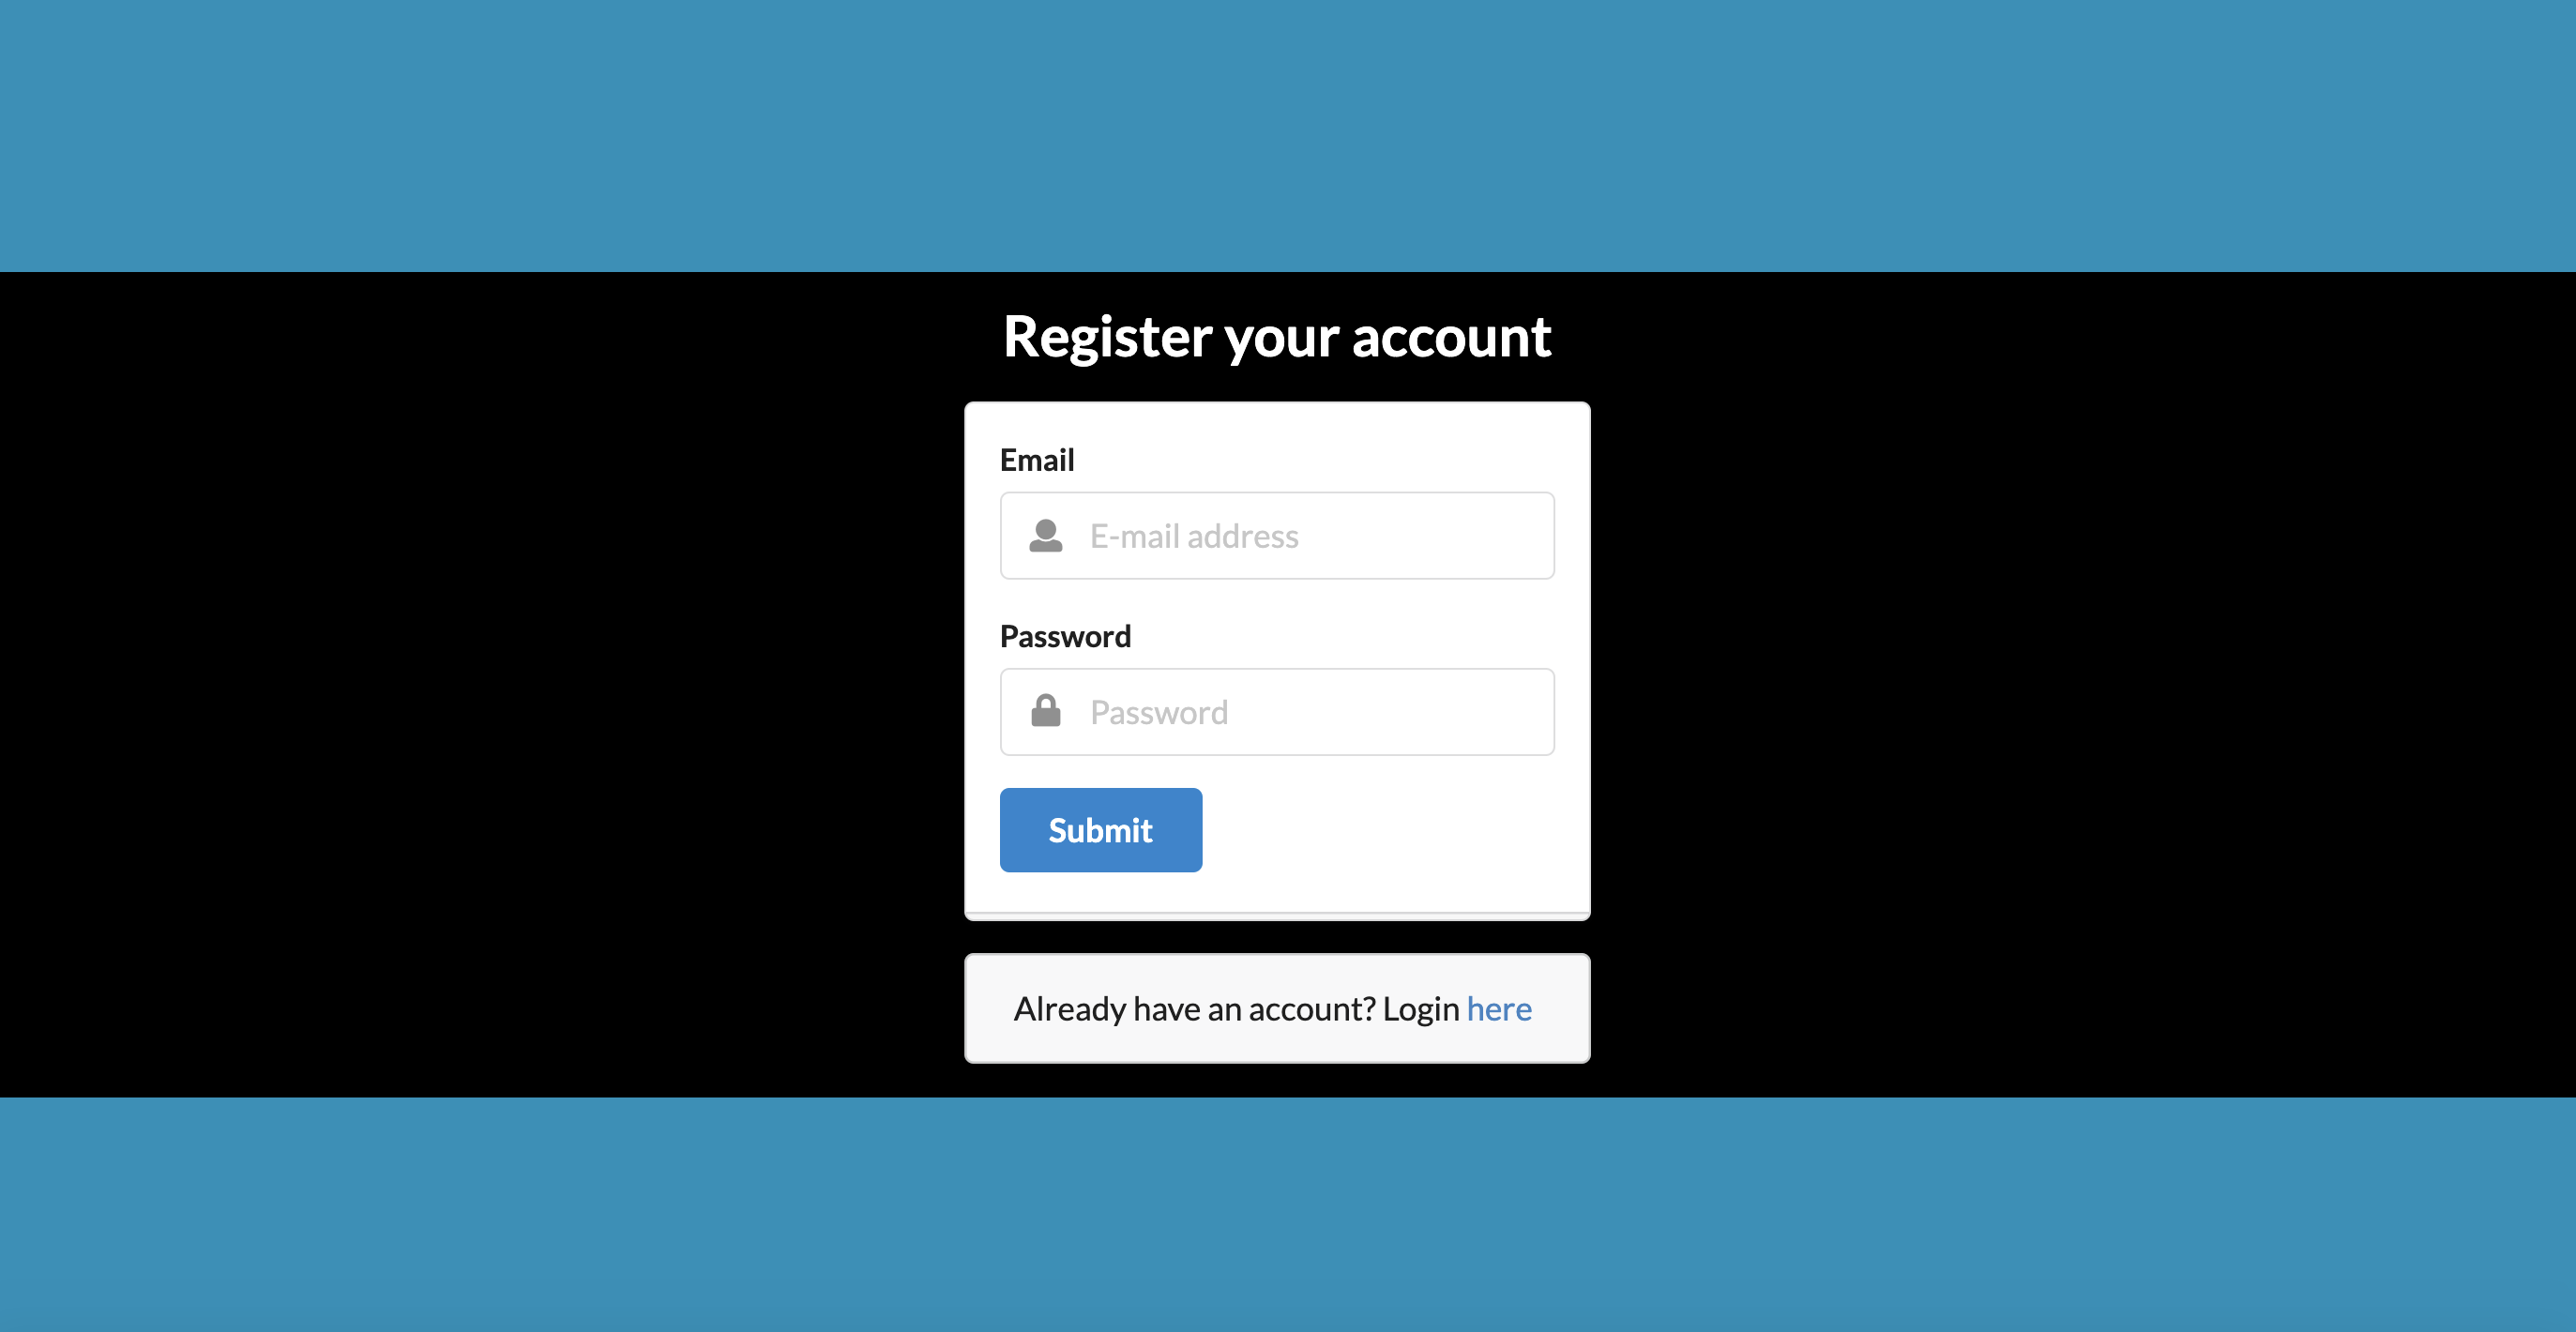 Register your account
Email
E-mail address
Password
Password
Submit
Already have an account? Login here